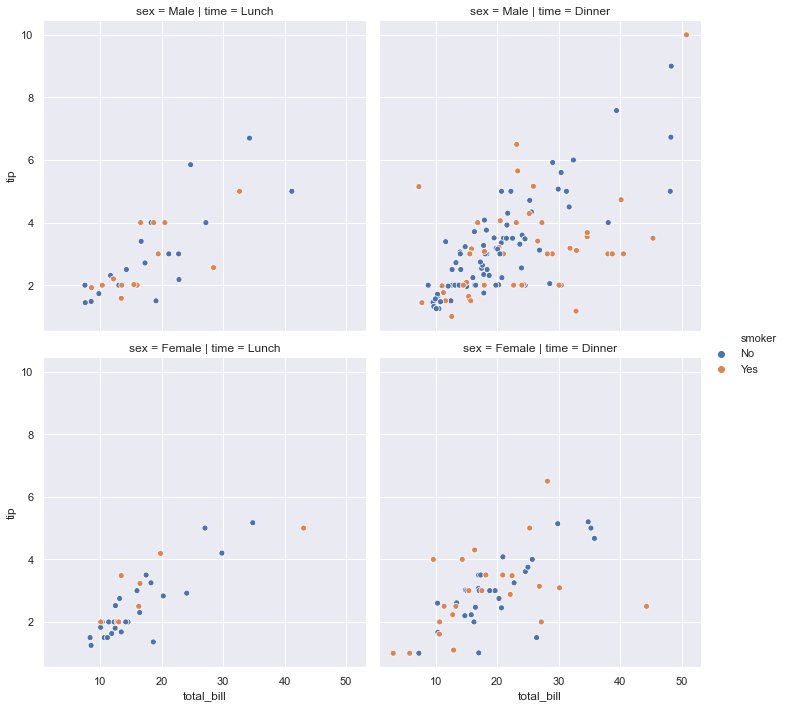 sex = Male | time = Lunch
sex = Male | time = Dinner
10
8
6
4
2
tip
sex = Female | time = Lunch
sex = Female | time = Dinner
10
8
6
4
2
tip
10
20
30
40
50
total_bill
10
20
30
40
50
total_bill
smoker
No
Yes